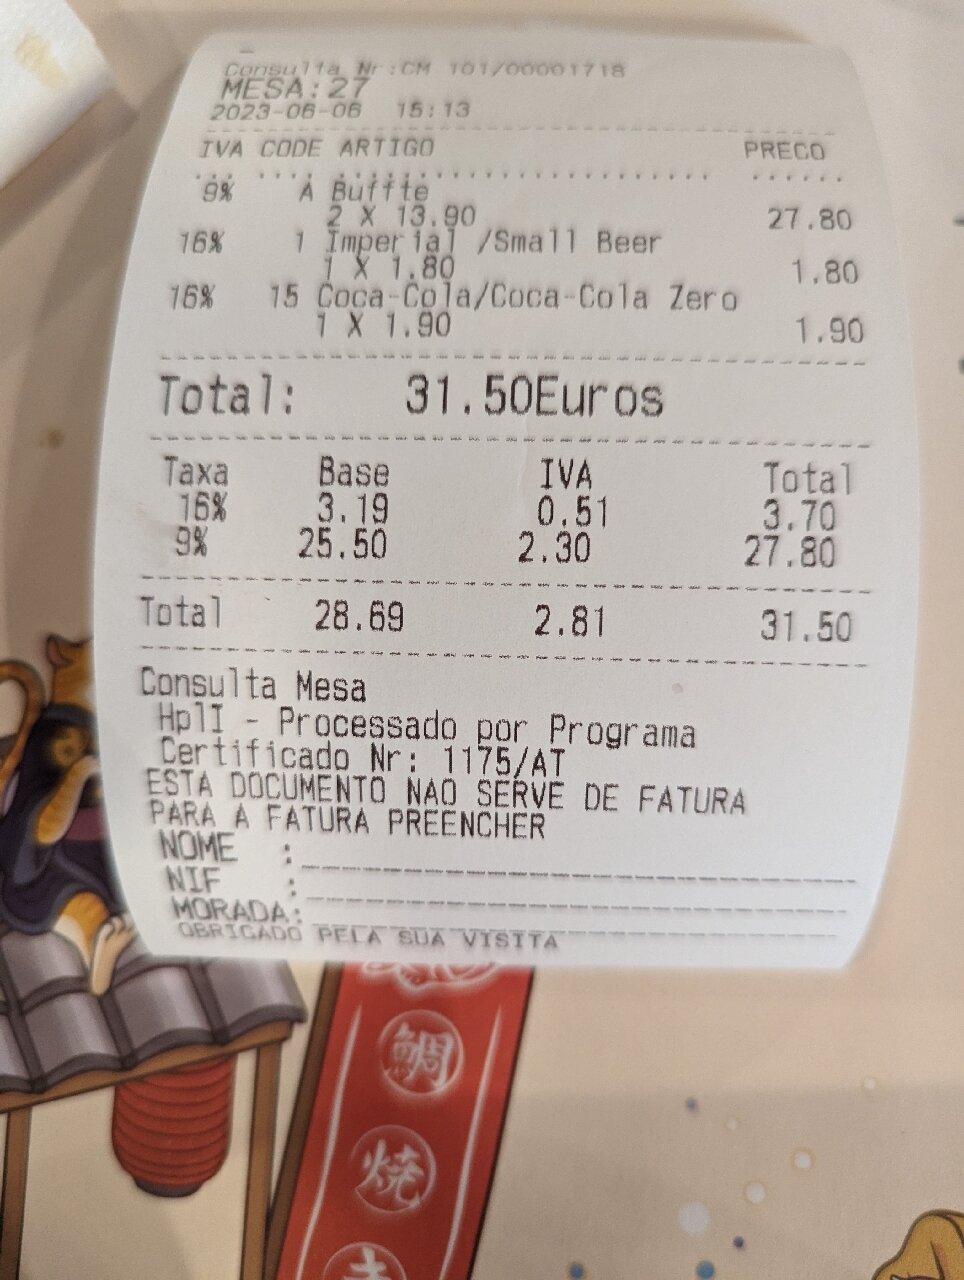 Consulta Nr:CM 101/00001718
MESA:27
2023-06-06 15:13
IVA CODE ARTIGO PRECO
9% A Buffte
2 X 13.90 27.80
16% 1 Imperial /Small Beer
1 X 1.80 1.80
16% 15 Coca-Cola/Coca-Cola Zero
1 X 1.90 1.90
Total: 31.50Euros
Taxa Base IVA Total
16% 3.19 0.51 3.70
9% 25.50 2.30 27.80
Total 28.69 2.81 31.50
Consulta Mesa
HplI - Processado por Programa
Certificado Nr: 1175/AT
ESTA DOCUMENTO NAO SERVE DE FATURA
PARA A FATURA PREENCHER
NOME :
NIF :
MORADA:
OBRIGADO PELA SUA VISITA
鯛
焼